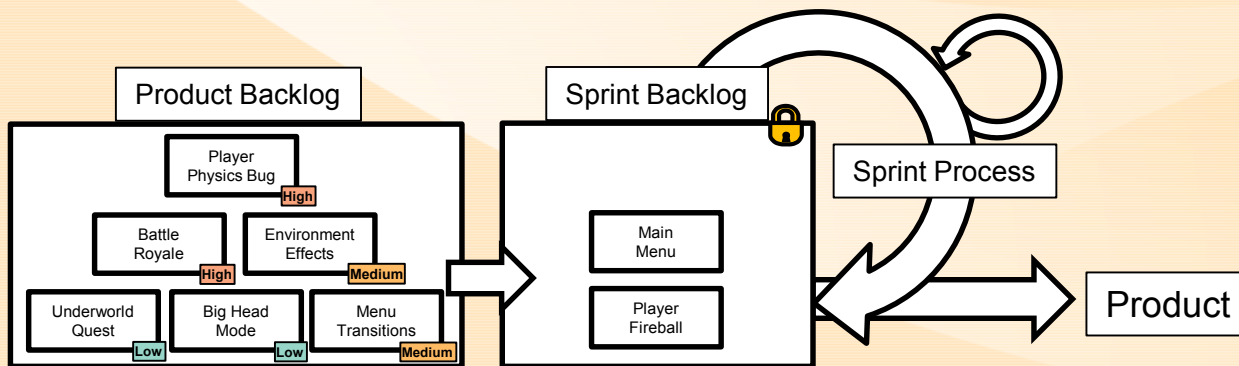 Product Backlog
Sprint Backlog
Player
Physics Bug
High
Sprint Process
Battle
Royale
High
Environment
Effects
Medium
Main
Menu
Underworld
Quest
Low
Big Head
Mode
Low
Menu
Transitions
Medium
Player
Fireball
Product